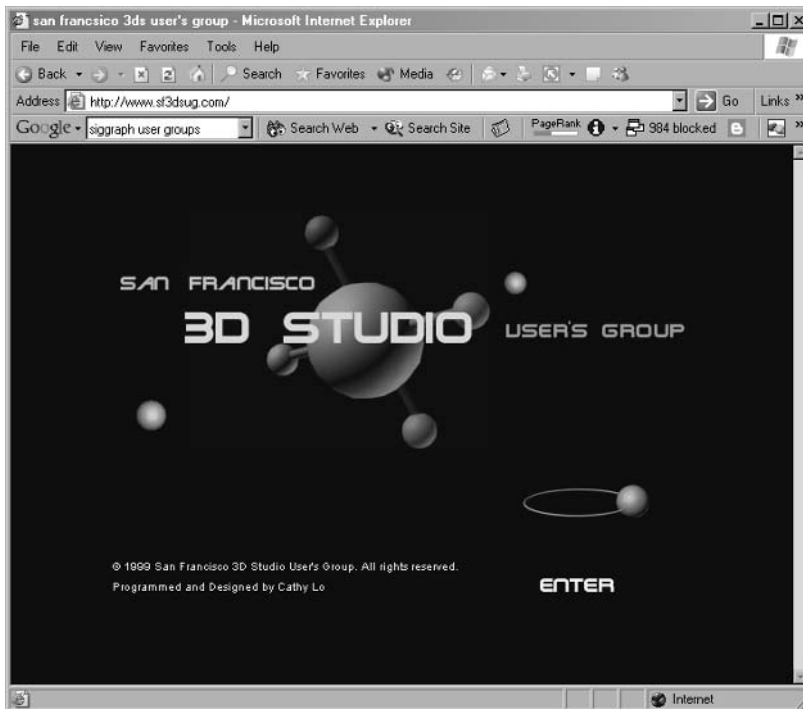 san francsico 3ds user's group - Microsoft Internet Explorer
File Edit View Favorites Tools Help
Back Search Favorites Media
Address http://www.sf3dsug.com/ Go Links »
Google siggraph user groups Search Web Search Site PageRank 984 blocked »
SAN FRANCISCO
3D STUDIO USER'S GROUP
© 1999 San Francisco 3D Studio User's Group. All rights reserved.
Programmed and Designed by Cathy Lo
ENTER
Internet